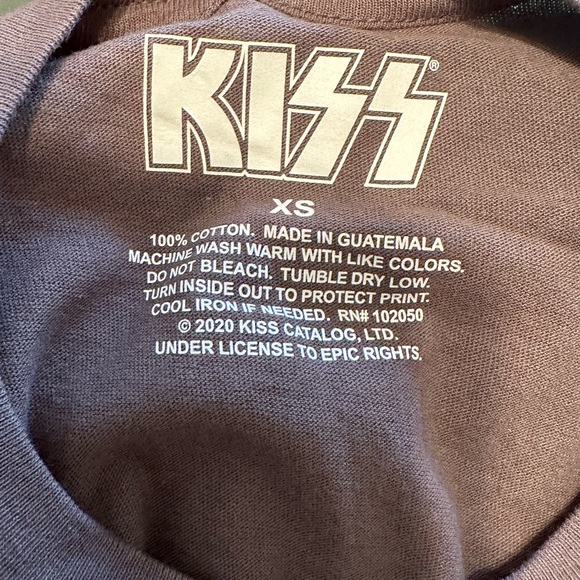 KISS®
XS
100% COTTON. MADE IN GUATEMALA
MACHINE WASH WARM WITH LIKE COLORS.
DO NOT BLEACH. TUMBLE DRY LOW.
TURN INSIDE OUT TO PROTECT PRINT.
COOL IRON IF NEEDED. RN# 102050
© 2020 KISS CATALOG, LTD.
UNDER LICENSE TO EPIC RIGHTS.